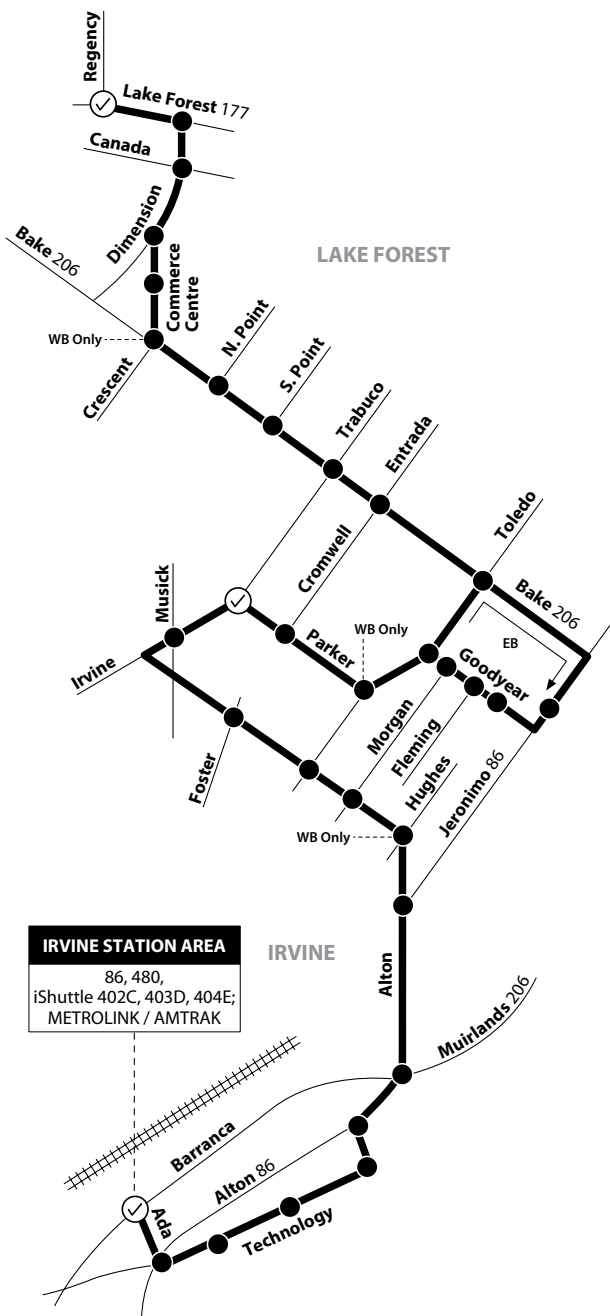 Regency
Lake Forest 177
Canada
Dimension
Bake 206
LAKE FOREST
Commerce
Centre
WB Only
Crescent
N. Point
S. Point
Trabuco
Entrada
Toledo
Cromwell
Bake 206
Musick
WB Only
EB
Parker
Goodyear
Irvine
Morgan
Fleming
Foster
Hughes
Jeronimo 86
WB Only
IRVINE STATION AREA
86, 480,
iShuttle 402C, 403D, 404E;
METROLINK / AMTRAK
IRVINE
Alton
Muirlands 206
Barranca
Alton 86
Ada
Technology